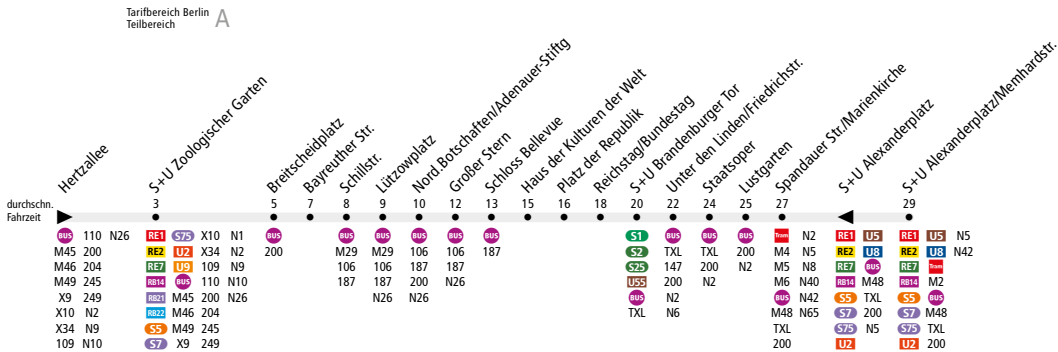 Tarifbereich Berlin
Teilbereich A
Hertzallee
S+U Zoologischer Garten
Breitscheidplatz
Bayreuther Str.
Schillstr.
Lützowplatz
Nord.Botschaften/Adenauer-Stiftg
Großer Stern
Schloss Bellevue
Haus der Kulturen der Welt
Platz der Republik
Reichstag/Bundestag
S+U Brandenburger Tor
Unter den Linden/Friedrichstr.
Staatsoper
Lustgarten
Spandauer Str./Marienkirche
S+U Alexanderplatz
S+U Alexanderplatz/Memhardstr.
durchschn. 3 5 7 8 9 10 12 13 15 16 18 20 22 24 25 27 29
Fahrzeit
BUS 110 N26 RE1 S75 X10 N1 BUS BUS BUS BUS BUS BUS S1 BUS BUS BUS Tram N2 RE1 U5 RE1 U5 N5
M45 200 RE2 U2 X34 N2 200 M29 M29 106 106 187 S2 TXL TXL 200 M4 N5 RE2 U8 RE2 U8 N42
M46 204 RE7 U9 109 N9 106 106 187 187 S25 147 200 N2 M5 N8 RE7 BUS RE7 Tram
M49 245 RB14 BUS 110 N10 187 187 200 N26 U55 200 N2 M6 N40 RB14 M48 RB14 M2
X9 249 RB21 M45 200 N26 N26 N26 BUS N2 BUS N42 S5 TXL S5 BUS
X10 N2 RB22 M46 204 TXL N6 M48 N65 S7 200 S7 M48
X34 N9 S5 M49 245 TXL S75 N5 S75 TXL
109 N10 S7 X9 249 200 U2 U2 200